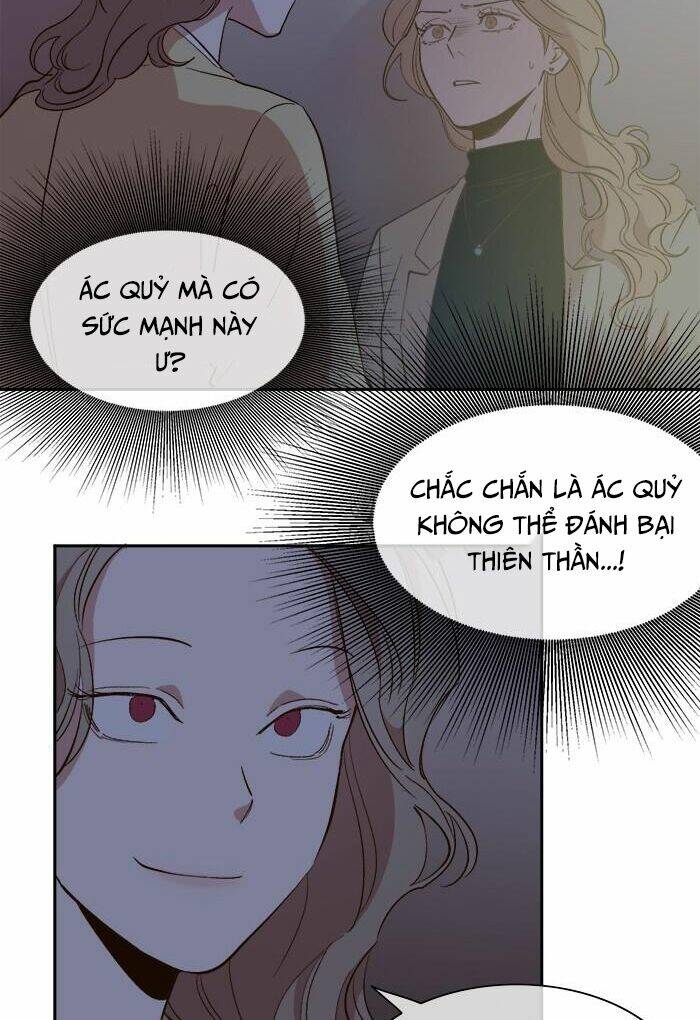 ÁC QUỶ MÀ CÓ
SỨC MẠNH NÀY
Ư?
CHẮC CHẮN LÀ ÁC QUỶ
KHÔNG THỂ ĐÁNH BẠI
THIÊN THẦN...!